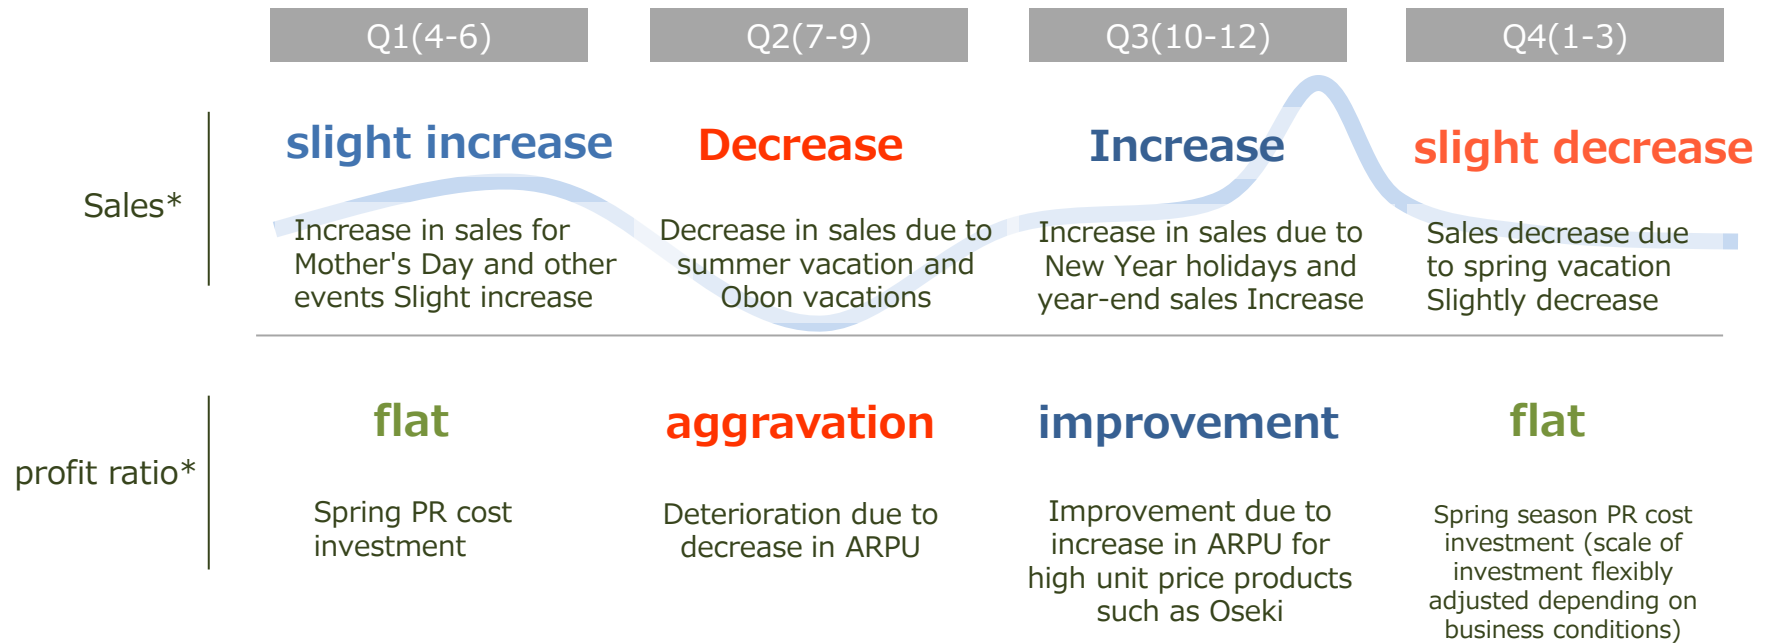 Q1(4-6)
Q2(7-9)
Q3(10-12)
Q4(1-3)
Sales*
slight increase
Increase in sales for
Mother's Day and other
events Slight increase
Decrease
Decrease in sales due to
summer vacation and
Obon vacations
Increase
Increase in sales due to
New Year holidays and
year-end sales Increase
slight decrease
Sales decrease due
to spring vacation
Slightly decrease
profit ratio*
flat
Spring PR cost
investment
aggravation
Deterioration due to
decrease in ARPU
improvement
Improvement due to
increase in ARPU for
high unit price products
such as Oseki
flat
Spring season PR cost
investment (scale of
investment flexibly
adjusted depending on
business conditions)